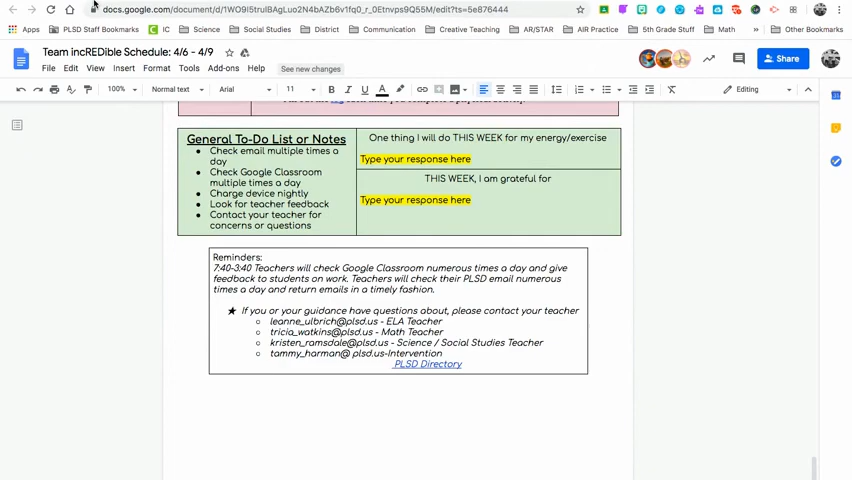 docs.google.com/document/d/1WO9I5truIBAgLuo2N4bAZb6v1fq0_r_0Etnvps9Q55M/edit?ts=5e876444
Apps PLSD Staff Bookmarks IC Science Social Studies District Communication Creative Teaching AR/STAR AIR Practice 5th Grade Stuff Math » Other Bookmarks
Team incREDible Schedule: 4/6 - 4/9
File Edit View Insert Format Tools Add-ons Help See new changes
Share
100% Normal text Arial 11 B I U A Editing
General To-Do List or Notes
● Check email multiple times a
day
● Check Google Classroom
multiple times a day
● Charge device nightly
● Look for teacher feedback
● Contact your teacher for
concerns or questions
One thing I will do THIS WEEK for my energy/exercise
Type your response here
THIS WEEK, I am grateful for
Type your response here
Reminders:
7:40-3:40 Teachers will check Google Classroom numerous times a day and give
feedback to students on work. Teachers will check their PLSD email numerous
times a day and return emails in a timely fashion.
★ If you or your guidance have questions about, please contact your teacher
○ leanne_ulbrich@plsd.us - ELA Teacher
○ tricia_watkins@plsd.us - Math Teacher
○ kristen_ramsdale@plsd.us - Science / Social Studies Teacher
○ tammy_harman@ plsd.us-Intervention
PLSD Directory